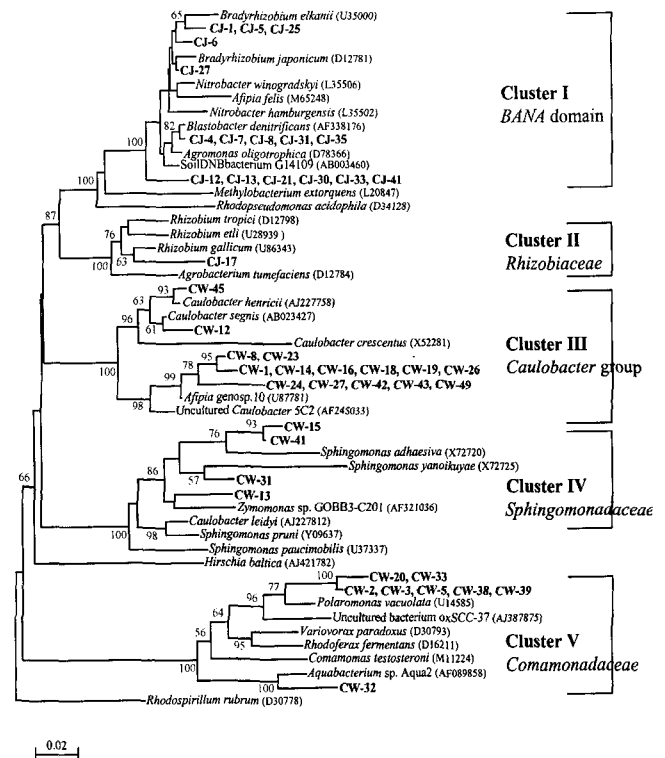 65
Bradyrhizobium elkanii (U35000)
CJ-1, CJ-5, CJ-25
CJ-6
Bradyrhizobium japonicum (D12781)
CJ-27
Nitrobacter winogradskyi (L35506)
Afipia felis (M65248)
Nitrobacter hamburgensis (L35502)
Cluster I
BANA domain
82
Blastobacter denitrificans (AF338176)
CJ-4, CJ-7, CJ-8, CJ-31, CJ-35
100
Agromonas oligotrophica (D78366)
SoilDNBbacterium G14109 (AB003460)
CJ-12, CJ-13, CJ-21, CJ-30, CJ-33, CJ-41
100
Methylobacterium extorquens (L20847)
Rhodopseudomonas acidophila (D34128)
87
Rhizobium tropici (D12798)
76
Rhizobium etli (U28939 )
Rhizobium gallicum (U86343)
63
CJ-17
100
Agrobacterium tumefaciens (D12784)
Cluster II
Rhizobiaceae
93
CW-45
63
Caulobacter henricii (AJ227758)
96
Caulobacter segnis (AB023427)
61
CW-12
Caulobacter crescentus (X52281)
100
95
CW-8, CW-23
78
CW-1, CW-14, CW-16, CW-18, CW-19, CW-26
99
CW-24, CW-27, CW-42, CW-43, CW-49
Afipia genosp.10 (U87781)
98
Uncultured Caulobacter 5C2 (AF245033)
Cluster III
Caulobacter group
93
CW-15
76
CW-41
Sphingomonas adhaesiva (X72720)
86
Sphingomonas yanoikuyae (X72725)
57
CW-31
CW-13
Zymomonas sp. GOBB3-C201 (AF321036)
Caulobacter leidyi (AJ227812)
100
98
Sphingomonas pruni (Y09637)
Sphingomonas paucimobilis (U37337)
Cluster IV
Sphingomonadaceae
66
Hirschia baltica (AJ421782)
100
CW-20, CW-33
77
CW-2, CW-3, CW-5, CW-38, CW-39
96
Polaromonas vacuolata (U14585)
64
Uncultured bacterium oxSCC-37 (AJ387875)
56
Variovorax paradoxus (D30793)
95
Rhodoferax fermentans (D16211)
Comamomas testosteroni (M11224)
100
Aquabacterium sp. Aqua2 (AF089858)
100
CW-32
Cluster V
Comamonadaceae
Rhodospirillum rubrum (D30778)
0.02